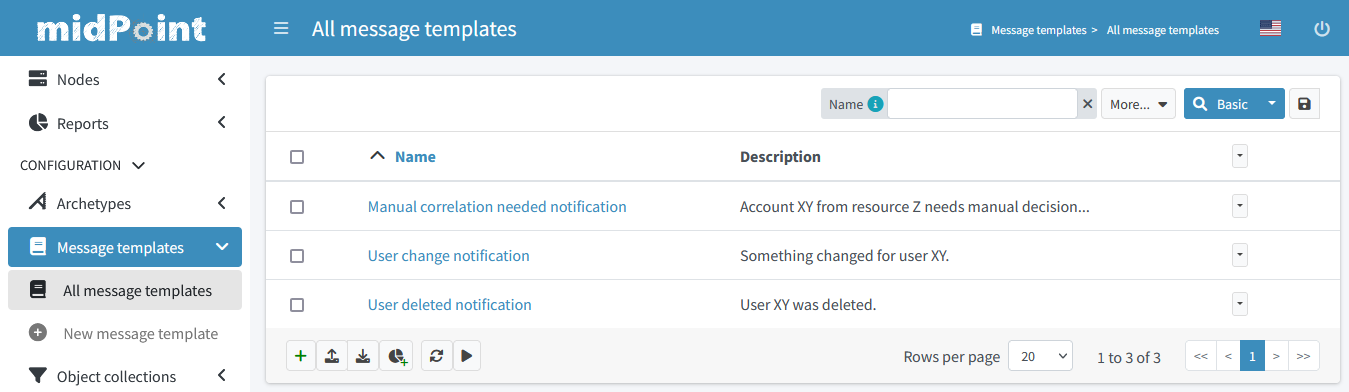 midPoint
All message templates
Message templates > All message templates
Nodes
Reports
CONFIGURATION
Archetypes
Message templates
All message templates
New message template
Object collections
Name
More...
Basic
Name Description
Manual correlation needed notification Account XY from resource Z needs manual decision...
User change notification Something changed for user XY.
User deleted notification User XY was deleted.
Rows per page 20 1 to 3 of 3 << < 1 > >>